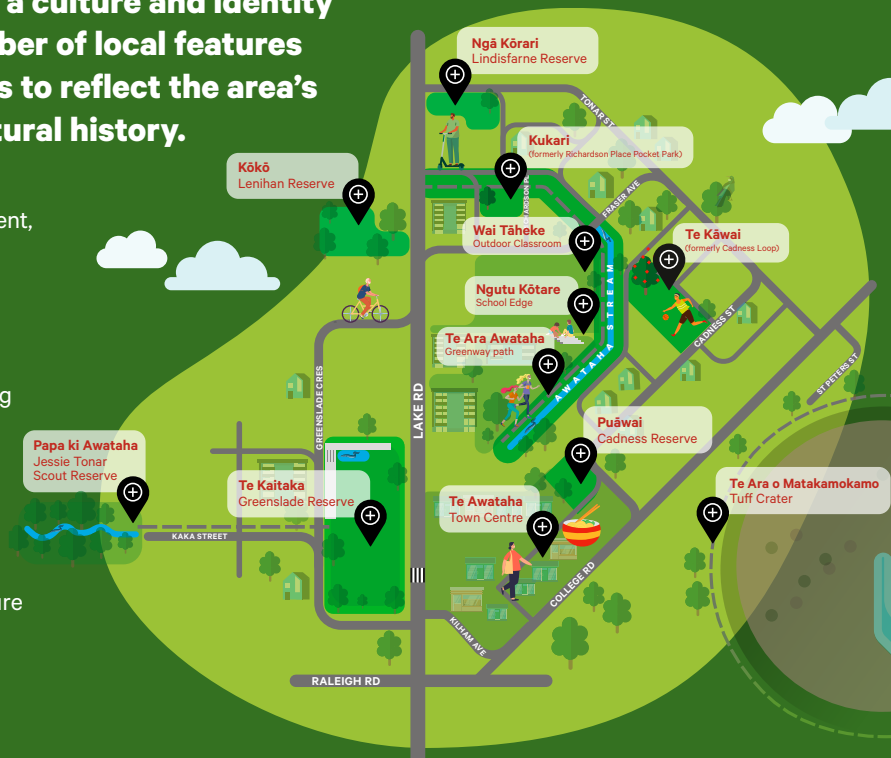 a culture and identity
ber of local features
s to reflect the area's
tural history.
ent,
ng
ure
Ngā Kōrari
Lindisfarne Reserve
TONAR ST
Kukari
(formerly Richardson Place Pocket Park)
Kōkō
Lenihan Reserve
FRASER AVE
Wai Tāheke
Outdoor Classroom
Te Kāwai
(formerly Cadness Loop)
Ngutu Kōtare
School Edge
CADNESS ST
Te Ara Awataha
Greenway path
AWATAHA STREAM
ST PETERS ST
GREENSLADE CRES
LAKE RD
Puāwai
Cadness Reserve
Papa ki Awataha
Jessie Tonar
Scout Reserve
Te Kaitaka
Greenslade Reserve
Te Awataha
Town Centre
Te Ara o Matakamokamo
Tuff Crater
KAKA STREET
COLLEGE RD
KILHAM AVE
RALEIGH RD